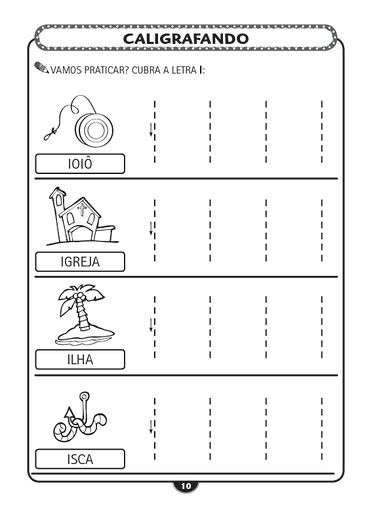 CALIGRAFANDO
VAMOS PRATICAR? CUBRA A LETRA I:
IOIÔ
IGREJA
ILHA
ISCA
10